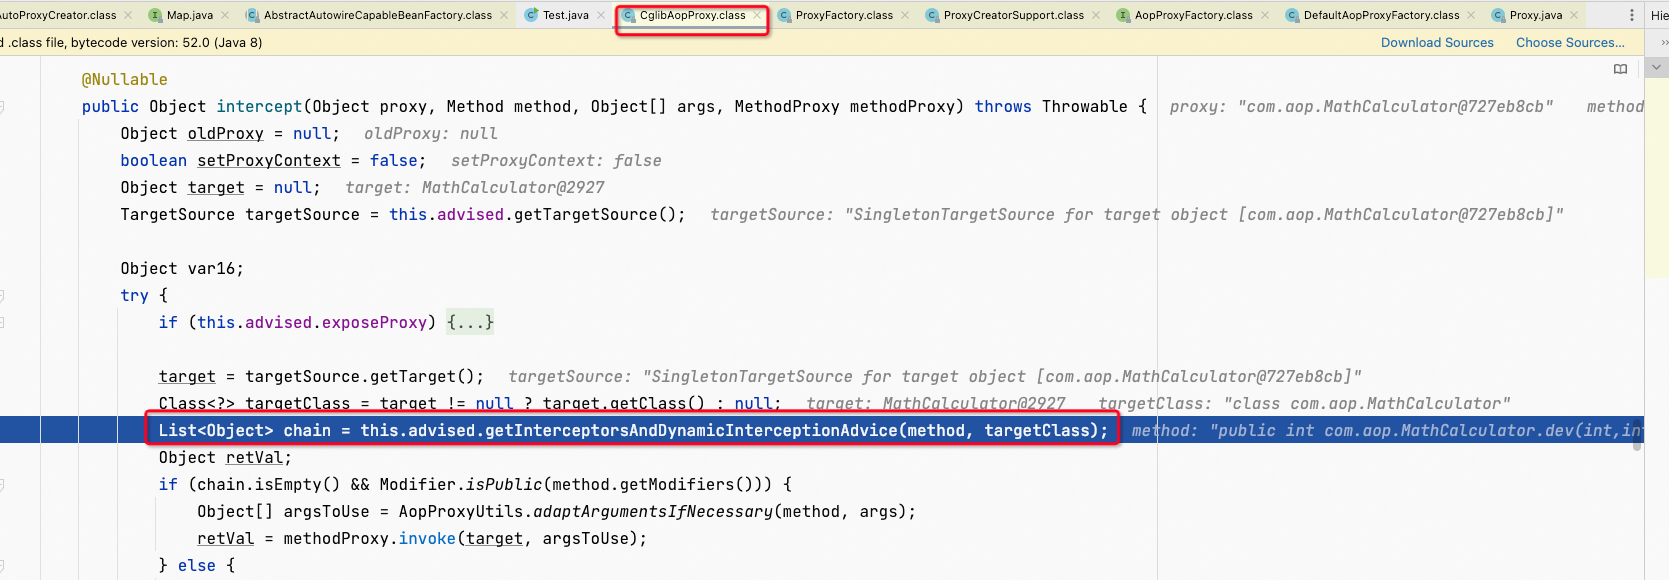 utoProxyCreator.class Map.java AbstractAutowireCapableBeanFactory.class Test.java CglibAopProxy.class ProxyFactory.class ProxyCreatorSupport.class AopProxyFactory.class DefaultAopProxyFactory.class Proxy.java Hie
d .class file, bytecode version: 52.0 (Java 8) Download Sources Choose Sources...
@Nullable
public Object intercept(Object proxy, Method method, Object[] args, MethodProxy methodProxy) throws Throwable { proxy: "com.aop.MathCalculator@727eb8cb" method
Object oldProxy = null; oldProxy: null
boolean setProxyContext = false; setProxyContext: false
Object target = null; target: MathCalculator@2927
TargetSource targetSource = this.advised.getTargetSource(); targetSource: "SingletonTargetSource for target object [com.aop.MathCalculator@727eb8cb]"
Object var16;
try {
if (this.advised.exposeProxy) {...}
target = targetSource.getTarget(); targetSource: "SingletonTargetSource for target object [com.aop.MathCalculator@727eb8cb]"
Class<?> targetClass = target != null ? target.getClass() : null; target: MathCalculator@2927 targetClass: "class com.aop.MathCalculator"
List<Object> chain = this.advised.getInterceptorsAndDynamicInterceptionAdvice(method, targetClass); method: "public int com.aop.MathCalculator.dev(int,in
Object retVal;
if (chain.isEmpty() && Modifier.isPublic(method.getModifiers())) {
Object[] argsToUse = AopProxyUtils.adaptArgumentsIfNecessary(method, args);
retVal = methodProxy.invoke(target, argsToUse);
} else {